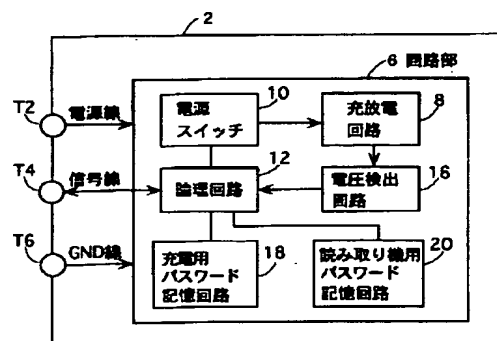 2
6 回路部
T2
電源線
10
電源
スイッチ
充放電
回路
8
T4
信号線
12
論理回路
電圧検出
回路
16
T6
GND線
充電用
パスワード
記憶回路
18
読み取り機用
パスワード
記憶回路
20